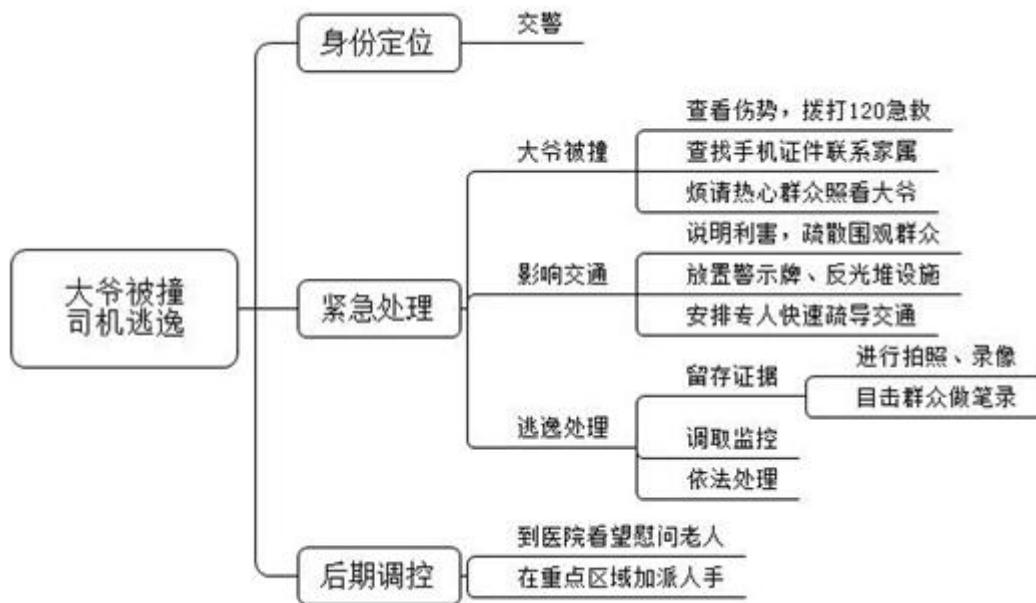 大爷被撞
司机逃逸
身份定位
交警
紧急处理
大爷被撞
查看伤势，拨打120急救
查找手机证件联系家属
烦请热心群众照看大爷
影响交通
说明利害，疏散围观群众
放置警示牌、反光堆设施
安排专人快速疏导交通
逃逸处理
留存证据
进行拍照、录像
目击群众做笔录
调取监控
依法处理
后期调控
到医院看望慰问老人
在重点区域加派人手